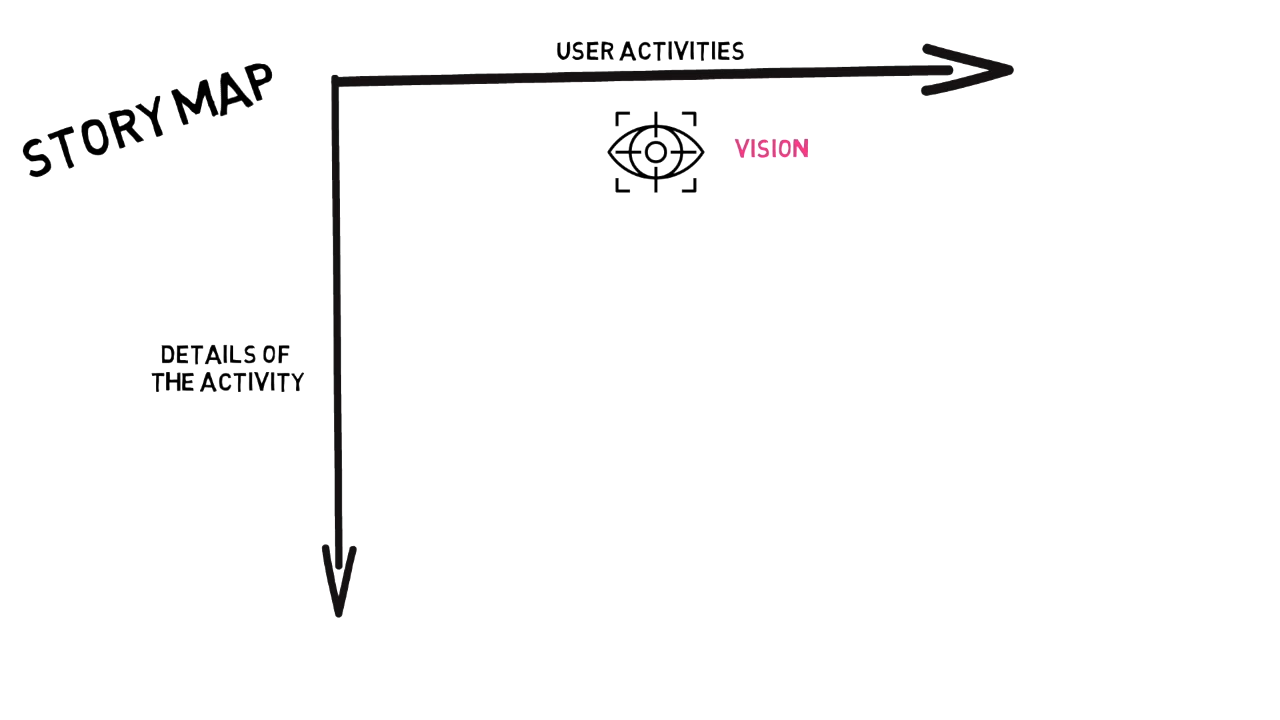 STORY MAP
USER ACTIVITIES
VISION
DETAILS OF
THE ACTIVITY